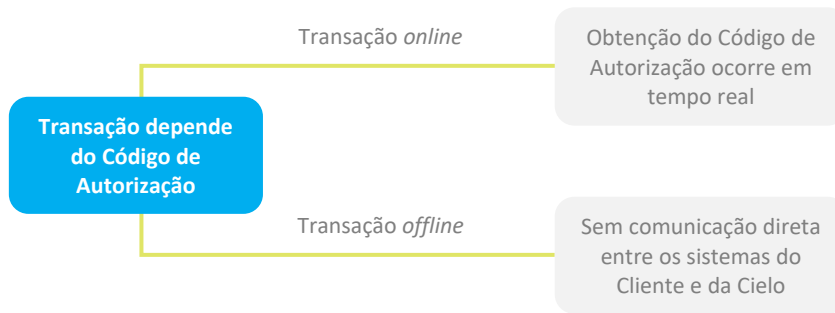 Transação online
Obtenção do Código de
Autorização ocorre em
tempo real
Transação depende
do Código de
Autorização
Transação offline
Sem comunicação direta
entre os sistemas do
Cliente e da Cielo